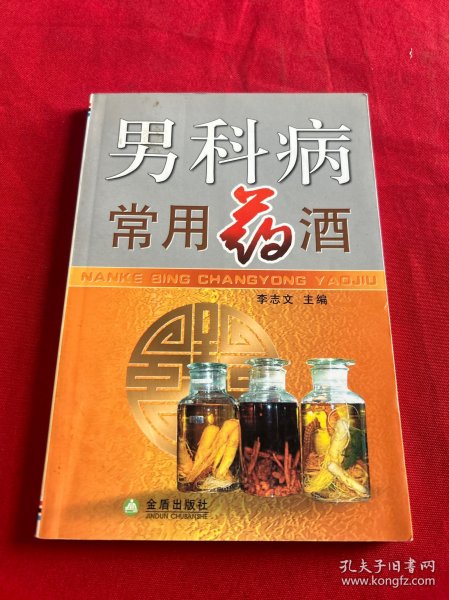 男科病
常用药酒
NANKE BING CHANGYONG YAOJIU
李志文 主编
金盾出版社
JINDUN CHUBANSHE
孔夫子旧书网
www.kongfz.com